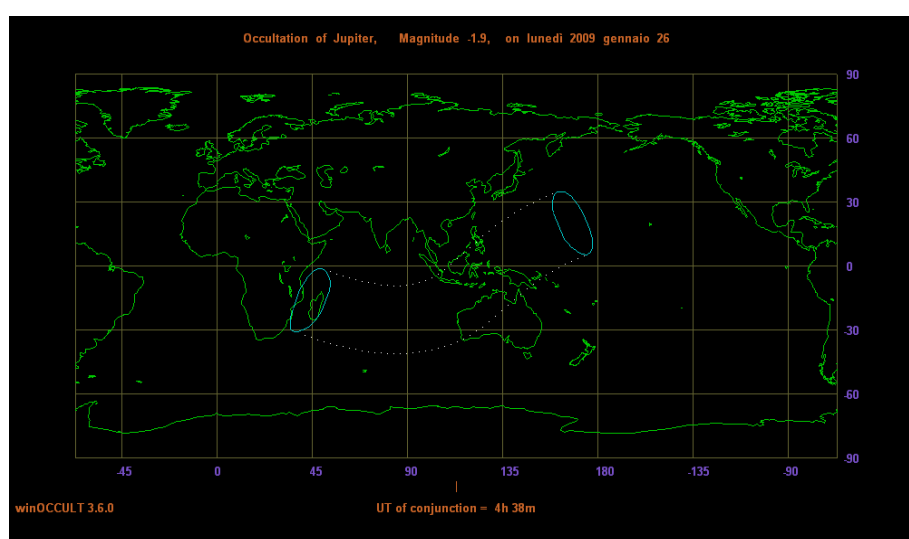 Occultation of Jupiter, Magnitude -1.9, on lunedì 2009 gennaio 26
90
60
30
0
-30
-60
-90
-45 0 45 90 135 180 -135 -90
winOCCULT 3.6.0 UT of conjunction = 4h 38m